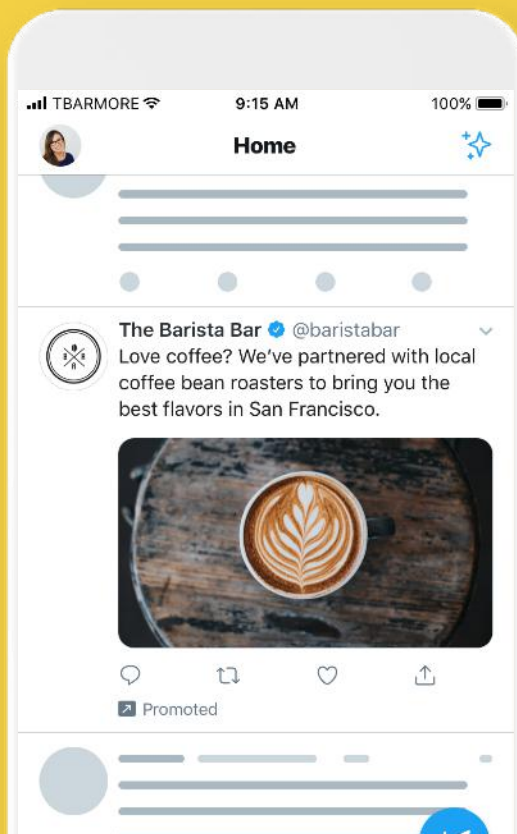 TBARMORE 9:15 AM 100%
Home
The Barista Bar @baristabar
Love coffee? We've partnered with local
coffee bean roasters to bring you the
best flavors in San Francisco.
Promoted